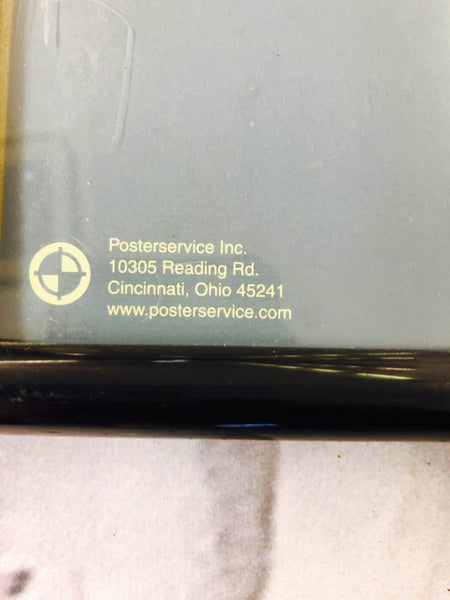 Posterservice Inc.
10305 Reading Rd.
Cincinnati, Ohio 45241
www.posterservice.com